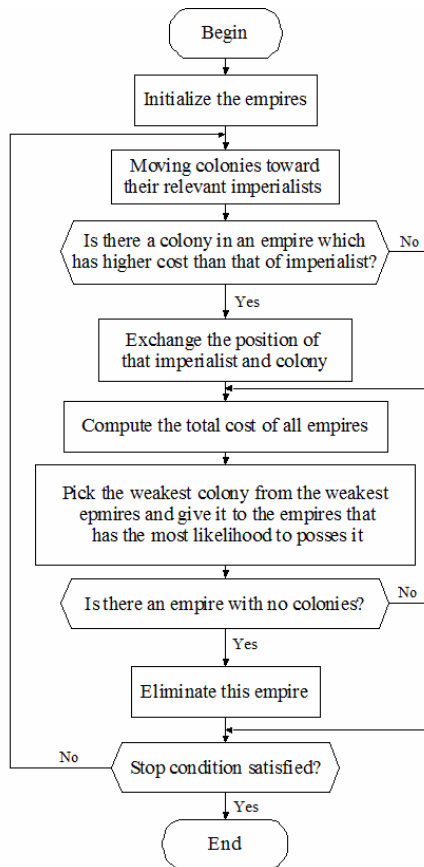 Begin
Initialize the empires
Moving colonies toward
their relevant imperialists
Is there a colony in an empire which
has higher cost than that of imperialist?
No
Yes
Exchange the position of
that imperialist and colony
Compute the total cost of all empires
Pick the weakest colony from the weakest
epmires and give it to the empires that
has the most likelihood to posses it
Is there an empire with no colonies?
No
Yes
Eliminate this empire
No
Stop condition satisfied?
Yes
End